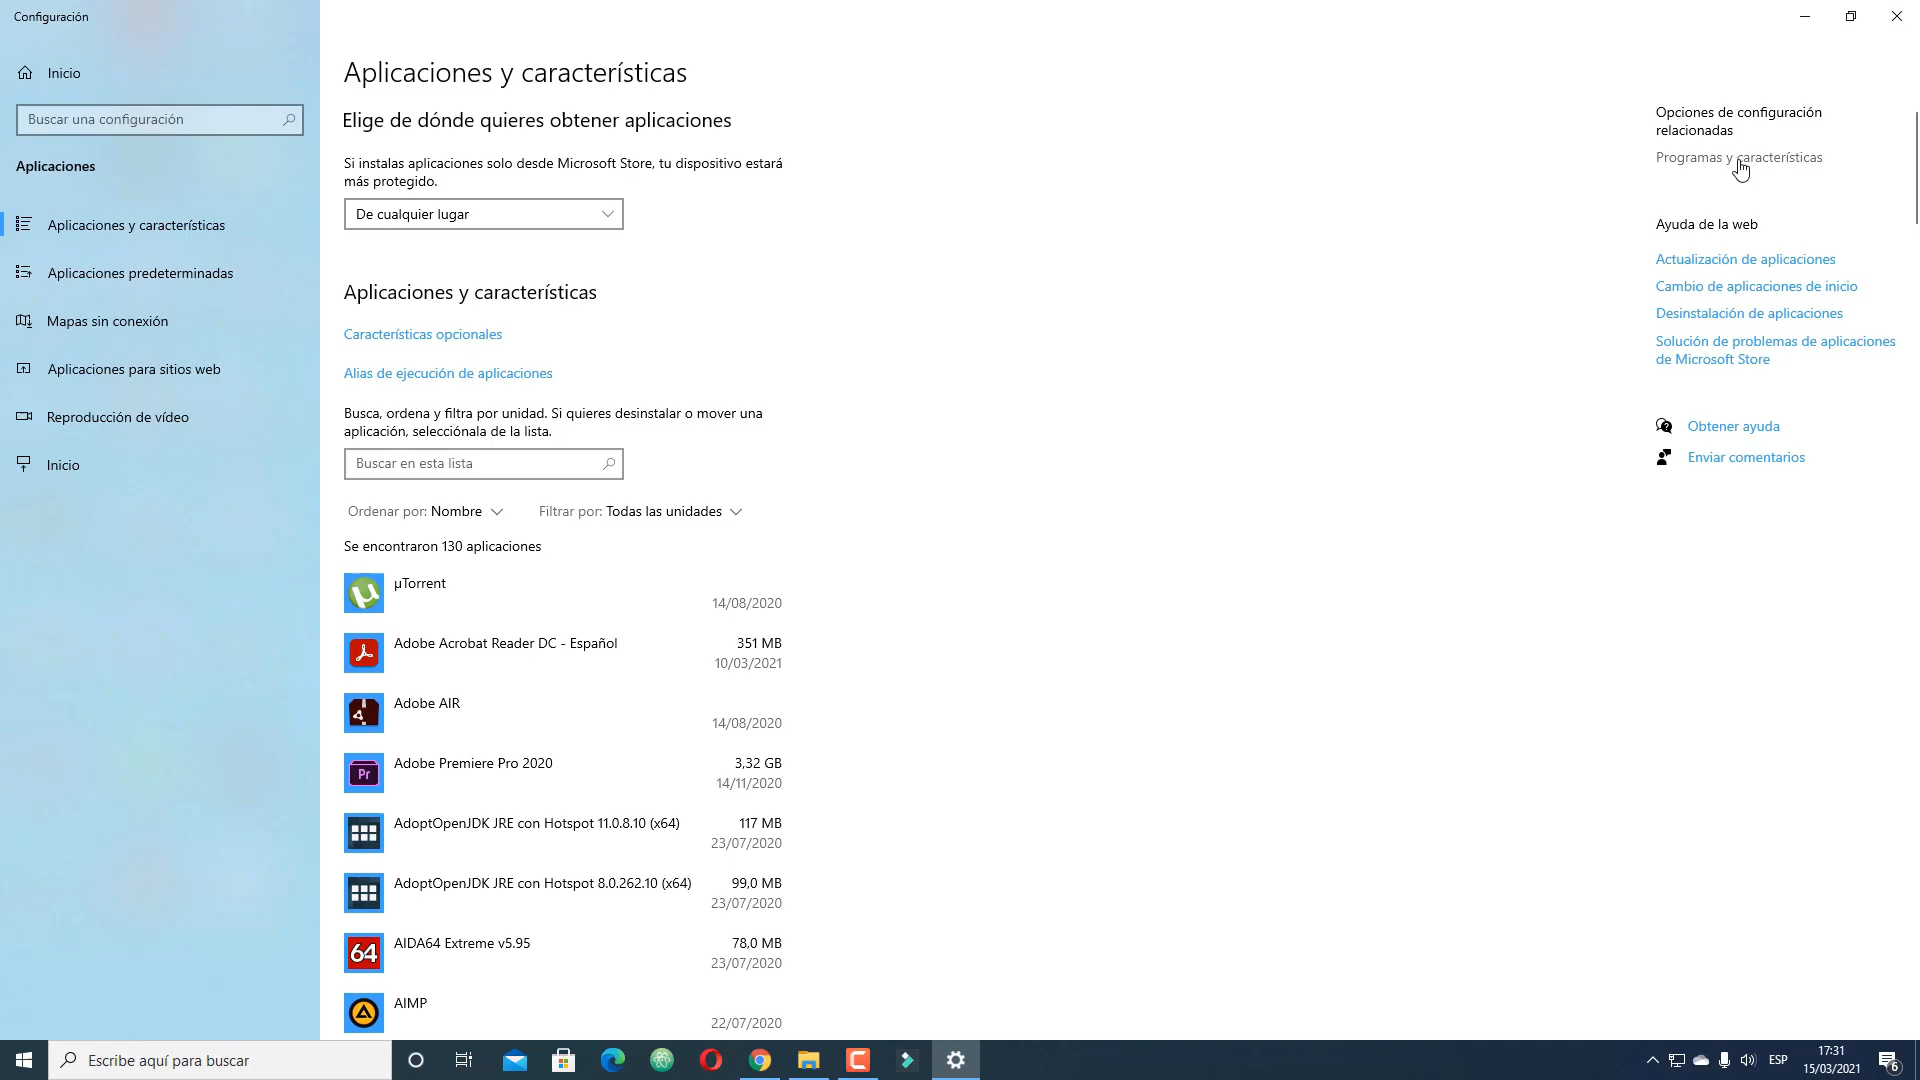 Configuración
Inicio
Buscar una configuración
Aplicaciones
Aplicaciones y características
Aplicaciones predeterminadas
Mapas sin conexión
Aplicaciones para sitios web
Reproducción de vídeo
Inicio
Aplicaciones y características
Elige de dónde quieres obtener aplicaciones
Si instalas aplicaciones solo desde Microsoft Store, tu dispositivo estará
más protegido.
De cualquier lugar
Aplicaciones y características
Características opcionales
Alias de ejecución de aplicaciones
Busca, ordena y filtra por unidad. Si quieres desinstalar o mover una
aplicación, selecciónala de la lista.
Buscar en esta lista
Ordenar por: Nombre Filtrar por: Todas las unidades
Se encontraron 130 aplicaciones
µTorrent
14/08/2020
Adobe Acrobat Reader DC - Español 351 MB
10/03/2021
Adobe AIR
14/08/2020
Pr
Adobe Premiere Pro 2020 3,32 GB
14/11/2020
AdoptOpenJDK JRE con Hotspot 11.0.8.10 (x64) 117 MB
23/07/2020
AdoptOpenJDK JRE con Hotspot 8.0.262.10 (x64) 99,0 MB
23/07/2020
64
AIDA64 Extreme v5.95 78,0 MB
23/07/2020
AIMP
22/07/2020
Opciones de configuración
relacionadas
Programas y características
Ayuda de la web
Actualización de aplicaciones
Cambio de aplicaciones de inicio
Desinstalación de aplicaciones
Solución de problemas de aplicaciones
de Microsoft Store
Obtener ayuda
Enviar comentarios
Escribe aquí para buscar
ESP
17:31
15/03/2021
6